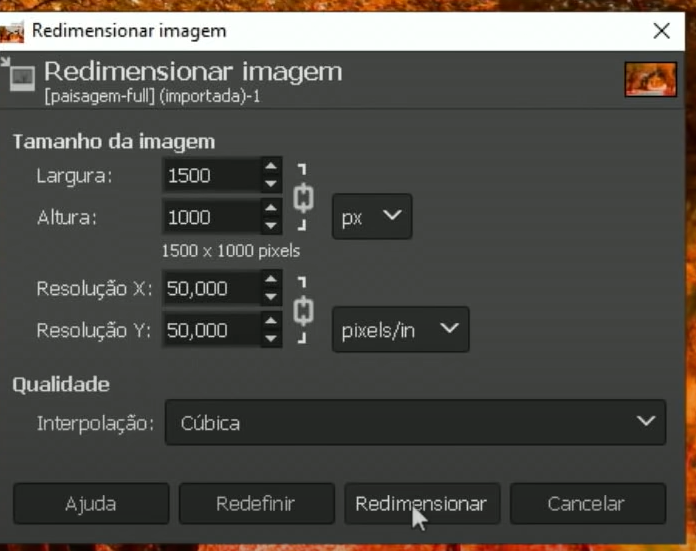 Redimensionar imagem
Redimensionar imagem
[paisagem-full] (importada)-1
Tamanho da imagem
Largura: 1500
Altura: 1000 px
1500 x 1000 pixels
Resolução X: 50,000
Resolução Y: 50,000 pixels/in
Qualidade
Interpolação: Cúbica
Ajuda Redefinir Redimensionar Cancelar